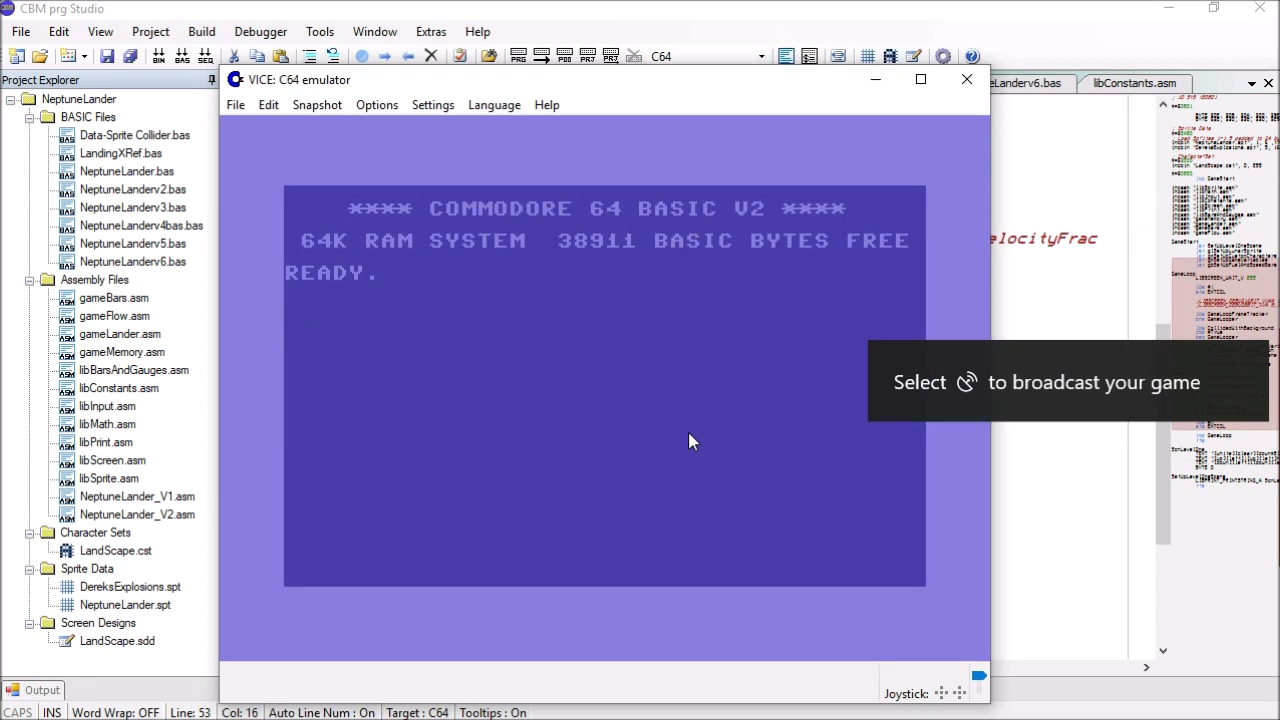 CBM prg Studio
File Edit View Project Build Debugger Tools Window Extras Help
BIN BAS SEQ PRG PRG PRG C64
Project Explorer
NeptuneLander
BASIC Files
Data-Sprite Collider.bas
LandingXRef.bas
NeptuneLander.bas
NeptuneLanderv2.bas
NeptuneLanderv3.bas
NeptuneLanderv4bas.bas
NeptuneLanderv5.bas
NeptuneLanderv6.bas
Assembly Files
gameBars.asm
gameFlow.asm
gameLander.asm
gameMemory.asm
libBarsAndGauges.asm
libConstants.asm
libInput.asm
libMath.asm
libPrint.asm
libScreen.asm
libSprite.asm
NeptuneLander_V1.asm
NeptuneLander_V2.asm
Character Sets
LandScape.cst
Sprite Data
DereksExplosions.spt
NeptuneLander.spt
Screen Designs
LandScape.sdd
Output
CAPS INS Word Wrap: OFF Line: 53 Col: 16 Auto Line Num : On Target : C64 Tooltips : On
VICE: C64 emulator
File Edit Snapshot Options Settings Language Help
**** COMMODORE 64 BASIC V2 ****
64K RAM SYSTEM 38911 BASIC BYTES FREE
READY.
Joystick:
eLanderv6.bas libConstants.asm
elocityFrac
Select to broadcast your game